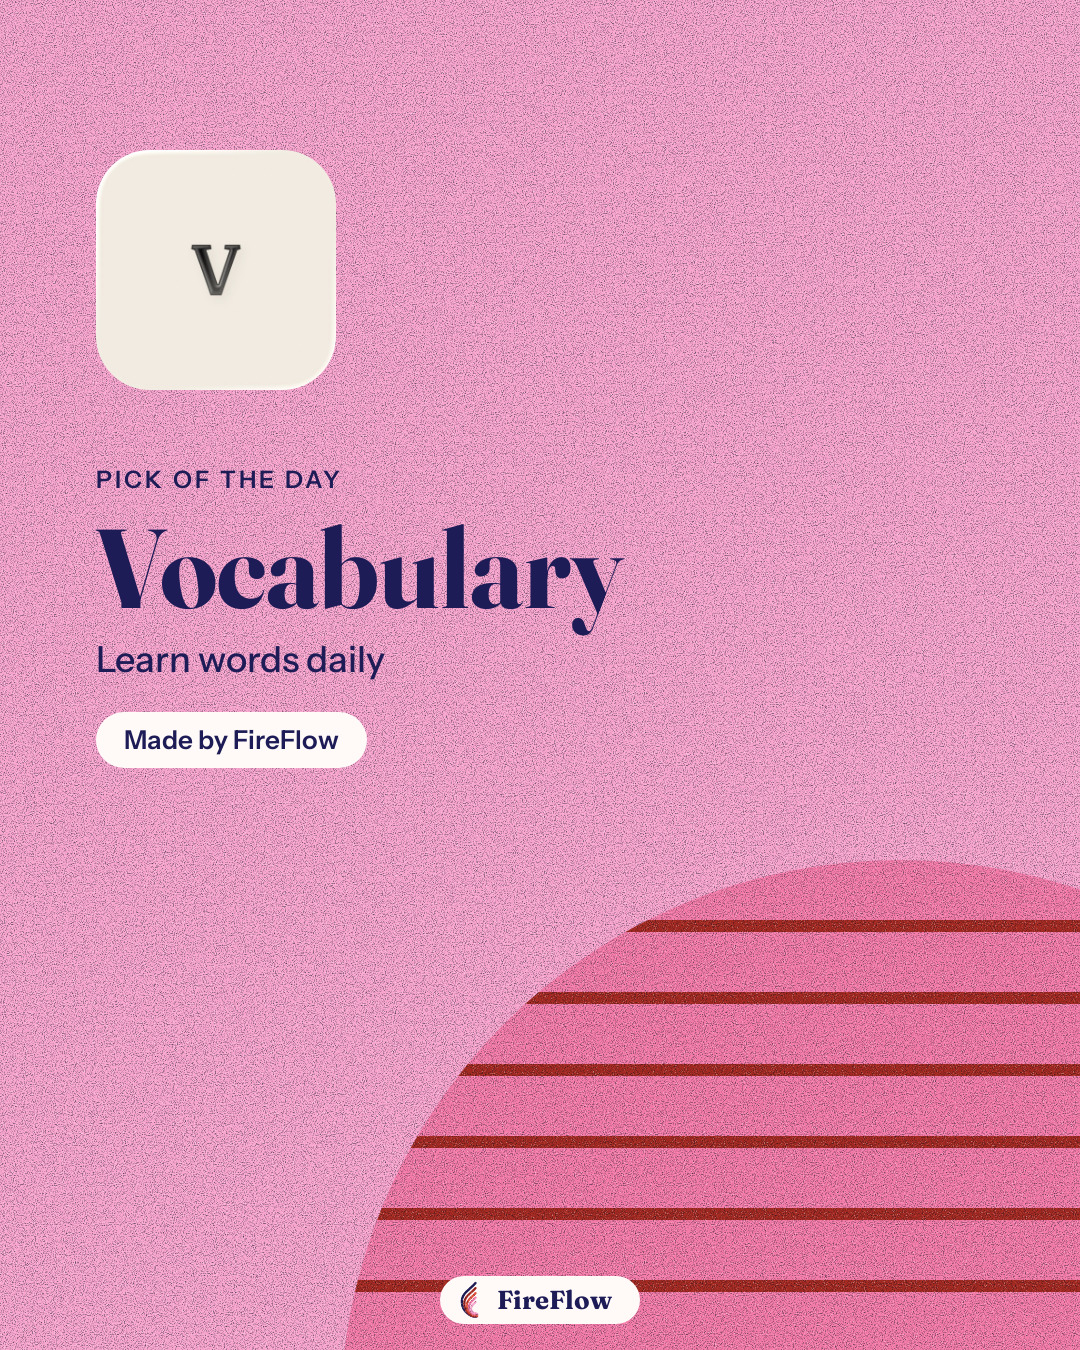 V
PICK OF THE DAY
Vocabulary
Learn words daily
Made by FireFlow
FireFlow